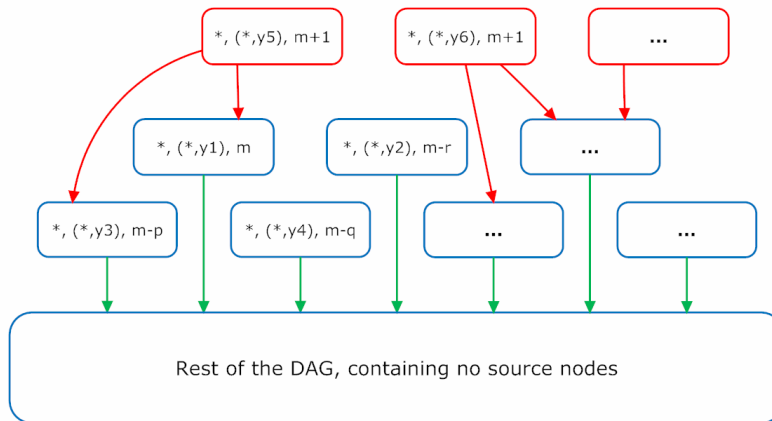 *, (*,y5), m+1
*, (*,y6), m+1
...
*, (*,y1), m
*, (*,y2), m-r
...
*, (*,y3), m-p
*, (*,y4), m-q
...
...
Rest of the DAG, containing no source nodes